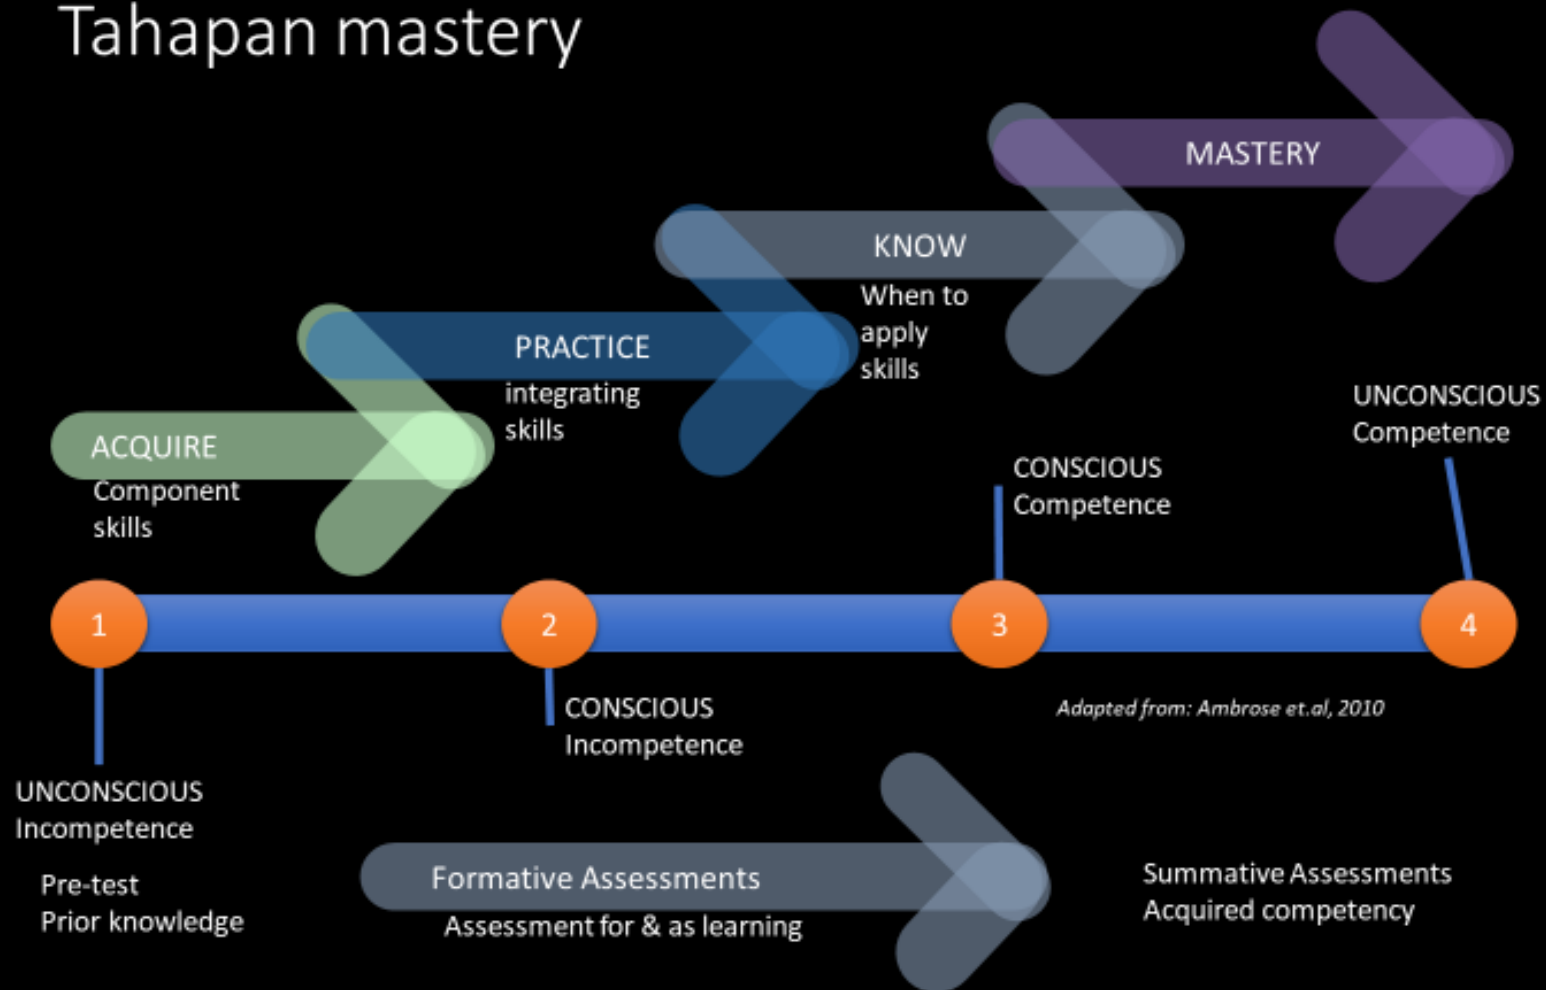 Tahapan mastery
MASTERY
KNOW
When to
apply
skills
PRACTICE
integrating
skills
ACQUIRE
Component
skills
UNCONSCIOUS
Competence
CONSCIOUS
Competence
1
2
3
4
CONSCIOUS
Incompetence
Adapted from: Ambrose et.al, 2010
UNCONSCIOUS
Incompetence
Pre-test
Prior knowledge
Formative Assessments
Assessment for & as learning
Summative Assessments
Acquired competency